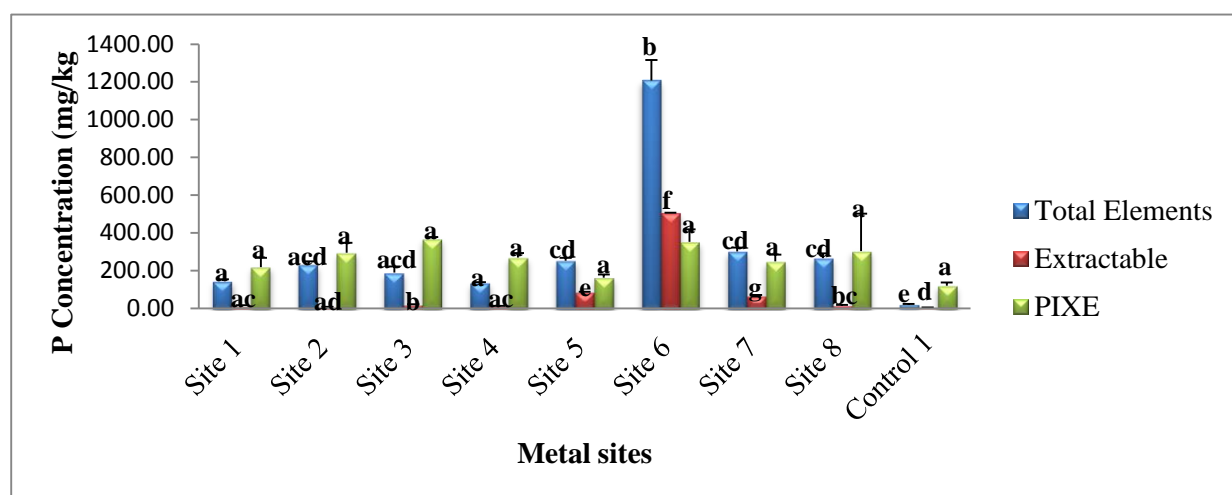 P Concentration (mg/kg
1400.00
1200.00
1000.00
800.00
600.00
400.00
200.00
0.00
a ac a
acd ad a
acd b a
a ac a
cd e a
b f a
cd g a
cd bc a
e d a
Site 1
Site 2
Site 3
Site 4
Site 5
Site 6
Site 7
Site 8
Control 1
Metal sites
Total Elements
Extractable
PIXE